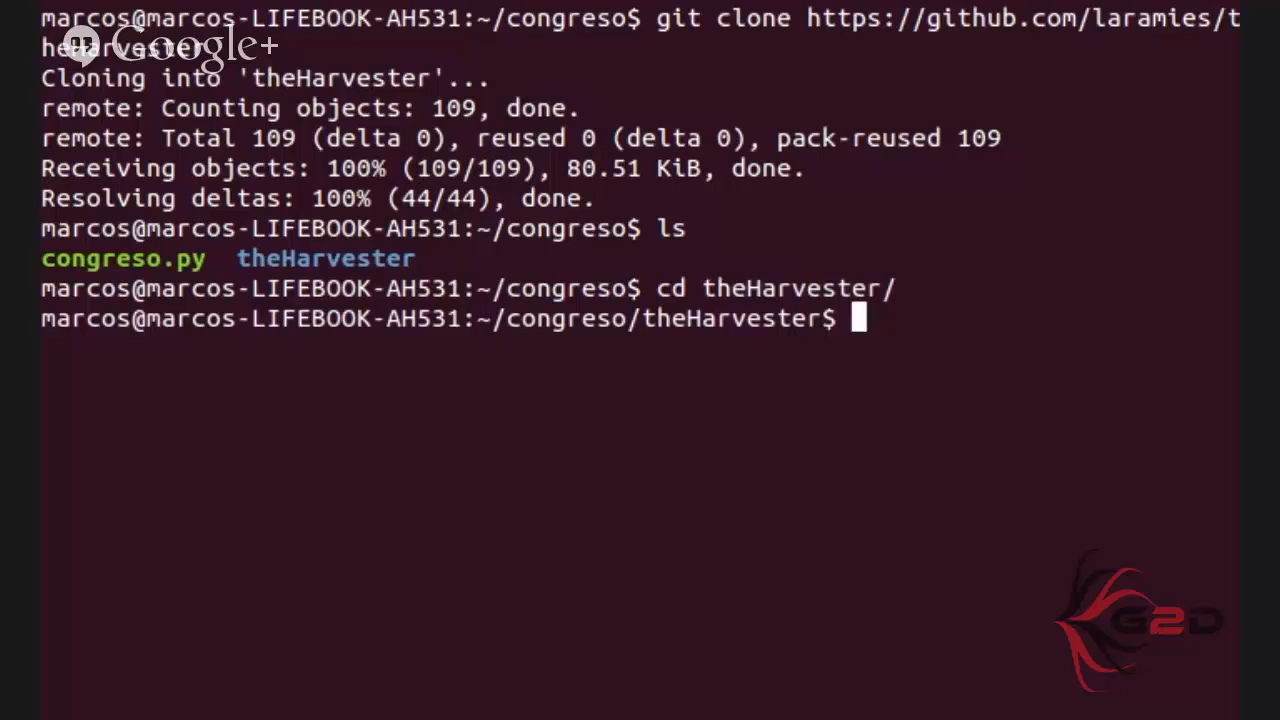 marcos@marcos-LIFEBOOK-AH531:~/congreso$ git clone https://github.com/laramies/t
heHarvester
Google+
Cloning into 'theHarvester'...
remote: Counting objects: 109, done.
remote: Total 109 (delta 0), reused 0 (delta 0), pack-reused 109
Receiving objects: 100% (109/109), 80.51 KiB, done.
Resolving deltas: 100% (44/44), done.
marcos@marcos-LIFEBOOK-AH531:~/congreso$ ls
congreso.py  theHarvester
marcos@marcos-LIFEBOOK-AH531:~/congreso$ cd theHarvester/
marcos@marcos-LIFEBOOK-AH531:~/congreso/theHarvester$
G2D